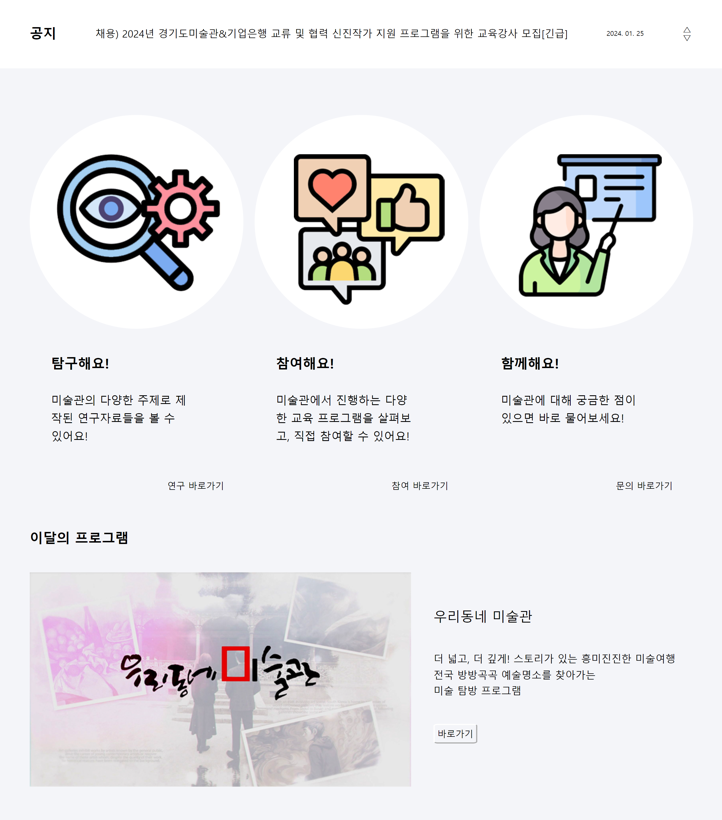 공지
채용) 2024년 경기도미술관&기업은행 교류 및 협력 신진작가 지원 프로그램을 위한 교육강사 모집[긴급]
2024. 01. 25
탐구해요!
미술관의 다양한 주제로 제
작된 연구자료들을 볼 수
있어요!
연구 바로가기
참여해요!
미술관에서 진행하는 다양
한 교육 프로그램을 살펴보
고, 직접 참여할 수 있어요!
참여 바로가기
함께해요!
미술관에 대해 궁금한 점이
있으면 바로 물어보세요!
문의 바로가기
이달의 프로그램
우리동네 미술관
우리동네 미술관
더 넓고, 더 깊게! 스토리가 있는 흥미진진한 미술여행
전국 방방곡곡 예술명소를 찾아가는
미술 탐방 프로그램
바로가기